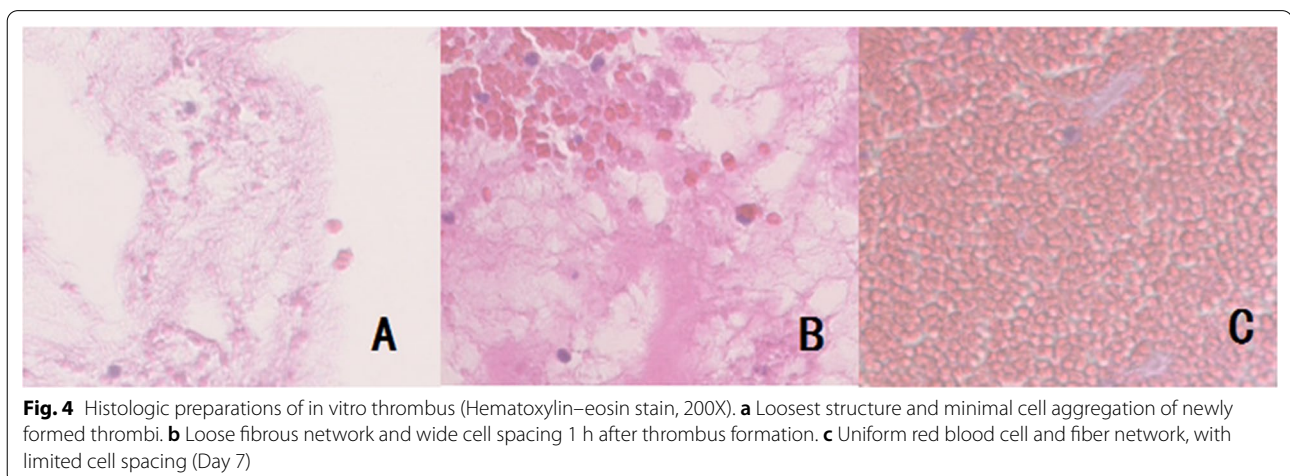 A
B
C
Fig. 4 Histologic preparations of in vitro thrombus (Hematoxylin–eosin stain, 200X). a Loosest structure and minimal cell aggregation of newly
formed thrombi. b Loose fibrous network and wide cell spacing 1 h after thrombus formation. c Uniform red blood cell and fiber network, with
limited cell spacing (Day 7)